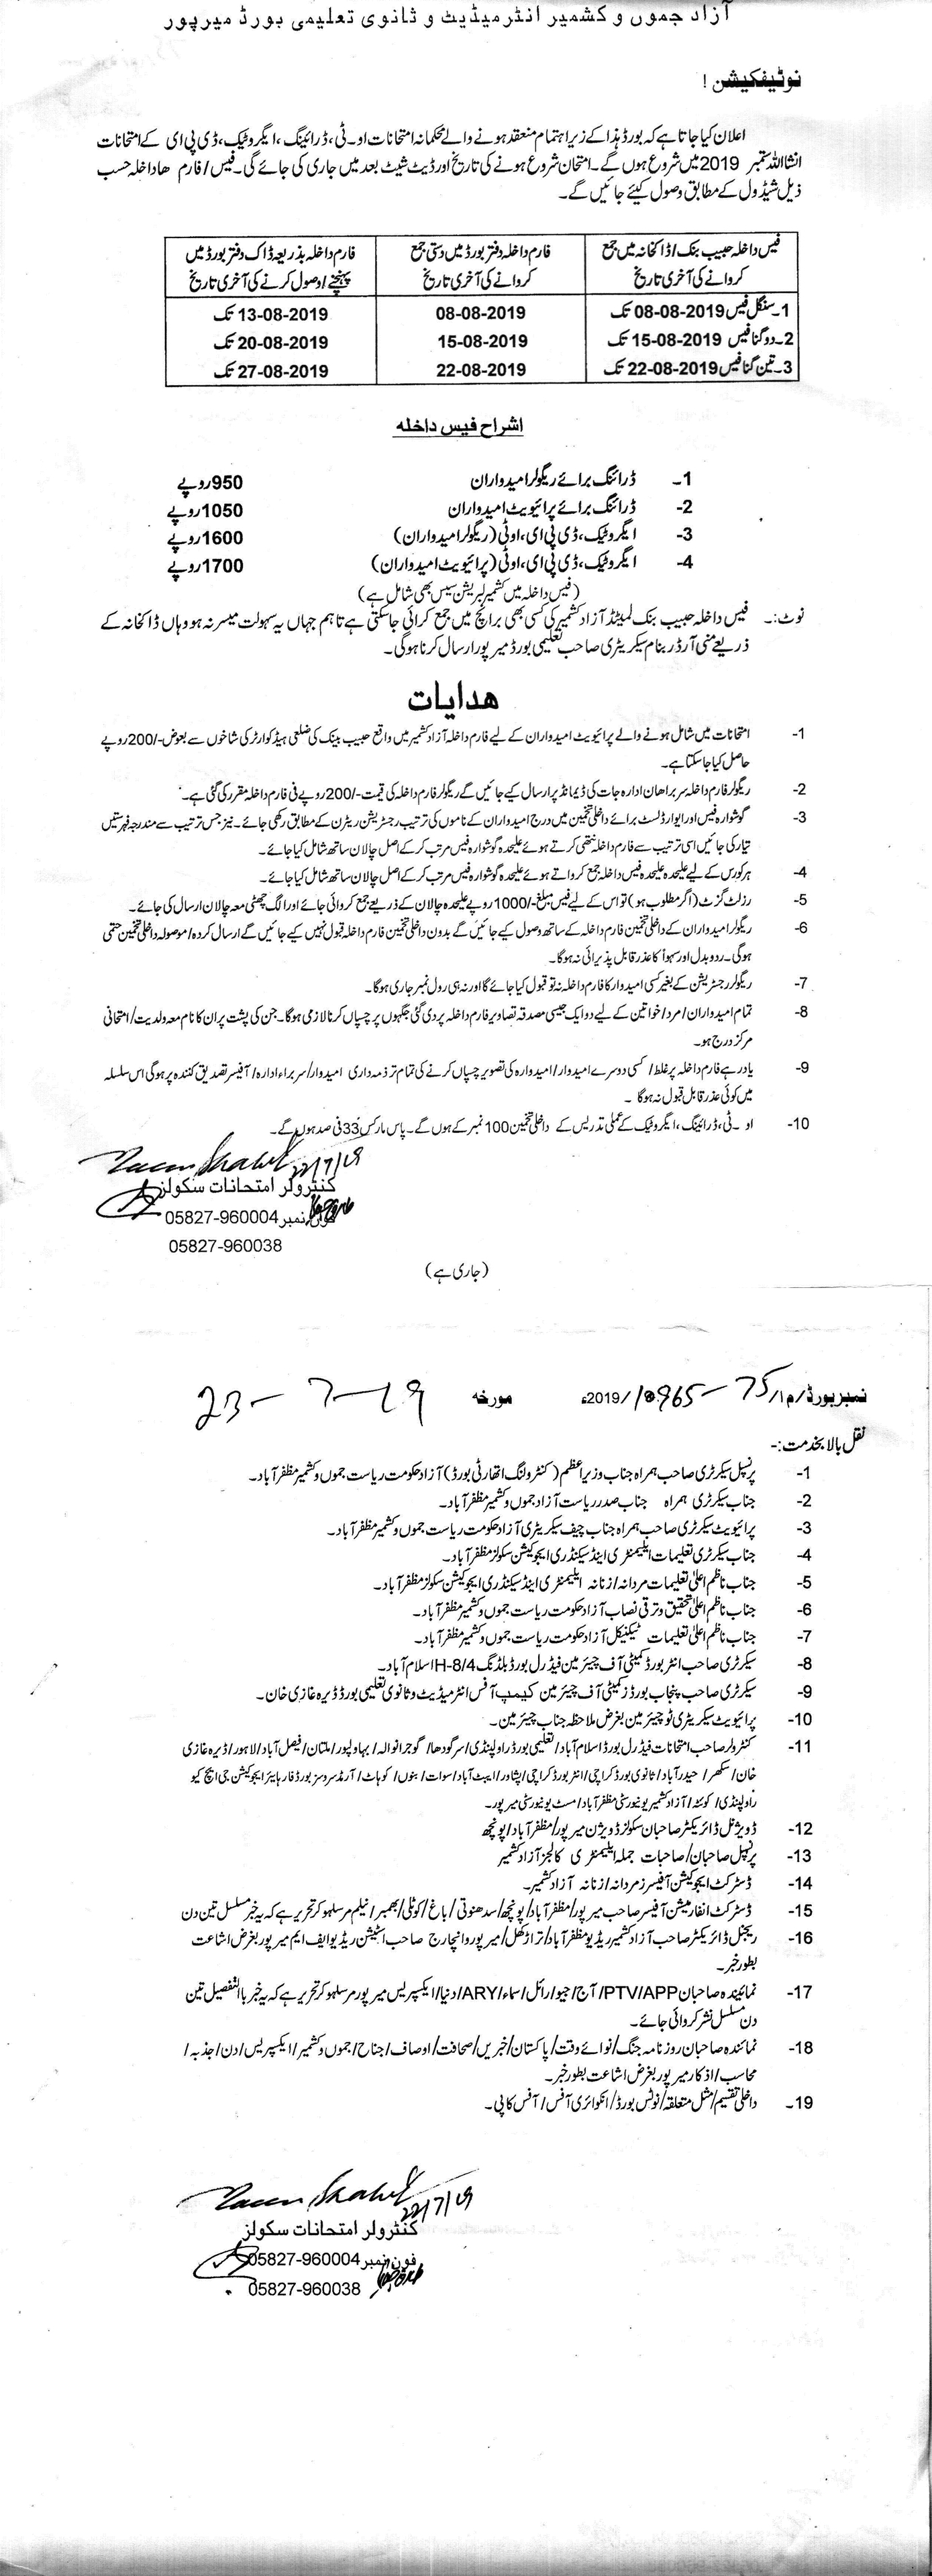 آزاد جموں و کشمیر انٹرمیڈیٹ و ثانوی تعلیمی بورڈ میرپور
نوٹیفکیشن !
اعلان کیا جاتا ہے کہ بورڈ ہذا کے زیر اہتمام منعقد ہونے والے محکمانہ امتحانات او۔ٹی، ڈرائینگ، ایگروٹیک، ڈی پی ای کے امتحانات
انشااللہ ستمبر 2019 میں شروع ہوں گے۔ امتحان شروع ہونے کی تاریخ اور ڈیٹ شیٹ بعد میں جاری کی جائے گی۔ فیس/ فارم ھا داخلہ حسب
ذیل شیڈول کے مطابق وصول کیئے جائیں گے۔
فیس داخلہ حبیب بنک/ ڈاکخانہ میں جمع فارم داخلہ دفتر بورڈ میں دستی جمع فارم داخلہ بذریعہ ڈاک دفتر بورڈ میں
کروانے کی آخری تاریخ کروانے کی آخری تاریخ پہنچنے/ وصول کرنے کی آخری تاریخ
1۔ سنگل فیس 08-08-2019 تک 08-08-2019 13-08-2019 تک
2۔ دوگنا فیس 15-08-2019 تک 15-08-2019 20-08-2019 تک
3۔ تین گنا فیس 22-08-2019 تک 22-08-2019 27-08-2019 تک
اشراح فیس داخلہ
1۔ ڈرائنگ برائے ریگولر امیدواران 950 روپے
2- ڈرائنگ برائے پرائیویٹ امیدواران 1050 روپے
3- ایگروٹیک، ڈی پی ای، اوٹی (ریگولر امیدواران) 1600 روپے
4- ایگروٹیک، ڈی پی ای، اوٹی (پرائیویٹ امیدواران) 1700 روپے
(فیس داخلہ میں کشمیر لبریشن سیس بھی شامل ہے)
نوٹ:۔ فیس داخلہ حبیب بنک لمیٹڈ آزاد کشمیر کی کسی بھی برانچ میں جمع کرائی جاسکتی ہے تاہم جہاں یہ سہولت میسر نہ ہو وہاں ڈاکخانہ کے
ذریعے منی آرڈر بنام سیکریٹری صاحب تعلیمی بورڈ میرپور ارسال کرنا ہوگی۔
ھدایات
1- امتحانات میں شامل ہونے والے پرائیویٹ امیدواران کے لیے فارم داخلہ آزاد کشمیر میں واقع حبیب بینک کی ضلعی ہیڈ کوارٹر کی شاخوں سے بعوض -/200 روپے
حاصل کیا جاسکتا ہے۔
2- ریگولر فارم داخلہ سربراھان ادارہ جات کی ڈیمانڈ پر ارسال کیے جائیں گے ریگولر فارم داخلہ کی قیمت -/200 روپے فی فارم داخلہ مقرر کی گئی ہے۔
3- گوشوارہ فیس اور ایوارڈ لسٹ برائے داخلی تخمین میں درج امیدواران کے ناموں کی ترتیب رجسٹریشن ریٹرن کے مطابق رکھی جائے۔ نیز جس ترتیب سے مندرجہ فہرستیں
تیار کی جائیں اسی ترتیب سے فارم داخلہ نتھی کرتے ہوئے علیحدہ گوشوارہ فیس مرتب کر کے اصل چالان ساتھ شامل کیا جائے۔
4- ہر کورس کے لیے علیحدہ علیحدہ فیس داخلہ جمع کرواتے ہوئے علیحدہ گوشوارہ فیس مرتب کر کے اصل چالان ساتھ شامل کیا جائے۔
5- رزلٹ گزٹ (اگر مطلوب ہو) تو اس کے لیے فیس مبلغ -/1000 روپے علیحدہ چالان کے ذریعے جمع کروائی جائے اور الگ چٹھی معہ چالان ارسال کی جائے۔
6- ریگولر امیدواران کے داخلی تخمین فارم داخلہ کے ساتھ وصول کیے جائیں گے بدون داخلی تخمین فارم داخلہ قبول نہیں کیے جائیں گے ارسال کردہ/ موصولہ داخلی تخمین حتمی
ہوگی۔ ردوبدل اور سہواً کا عذر قابل پذیرائی نہ ہوگا۔
7- ریگولر رجسٹریشن کے بغیر کسی امیدوار کا فارم داخلہ نہ تو قبول کیا جائے گا اور نہ ہی رول نمبر جاری ہوگا۔
8- تمام امیدواران/ مرد/ خواتین کے لیے دو ایک جیسی مصدقہ تصاویر فارم داخلہ پر دی گئی جگہوں پر چسپاں کرنا لازمی ہوگا۔ جن کی پشت پر ان کا نام معہ ولدیت/ امتحانی
مرکز درج ہو۔
9- یاد رہے فارم داخلہ پر غلط/ کسی دوسرے امیدوار/ امیدوارہ کی تصویر چسپاں کرنے کی تمام تر ذمہ داری امیدوار/ سربراء ادارہ/ آفیسر تصدیق کنندہ پر ہوگی اس سلسلہ
میں کوئی عذر قابل قبول نہ ہوگا ۔
10- او ۔ٹی، ڈرائینگ، ایگروٹیک کے عملی تدریس کے داخلی تخمین 100 نمبر کے ہوں گے۔ پاس مارکس 33 فی صد ہوں گے۔
22/7/19
کنٹرولر امتحانات سکولز
فون نمبر 05827-960004
05827-960038
(جاری ہے)
نمبر بورڈ/ م ا/ 10965-75 /2019ء مورخہ 23-7-19
نقل بالا بخدمت:-
1- پرنسپل سیکرٹری صاحب ہمراہ جناب وزیراعظم (کنٹرولنگ اتھارٹی بورڈ) آزاد حکومت ریاست جموں وکشمیر مظفرآباد۔
2- جناب سیکرٹری ہمراہ جناب صدر ریاست آزاد جموں وکشمیر مظفرآباد۔
3- پرائیویٹ سیکرٹری صاحب ہمراہ جناب چیف سیکریٹری آزاد حکومت ریاست جموں وکشمیر مظفرآباد۔
4- جناب سیکرٹری تعلیمات ایلیمنٹری اینڈ سیکنڈری ایجوکیشن سکولز مظفرآباد۔
5- جناب ناظم اعلیٰ تعلیمات مردانہ/ زنانہ ایلیمنٹری اینڈ سیکنڈری ایجوکیشن سکولز مظفرآباد۔
6- جناب ناظم اعلیٰ تحقیق و ترقی نصاب آزاد حکومت ریاست جموں وکشمیر مظفرآباد۔
7- جناب ناظم اعلیٰ تعلیمات ٹیکنیکل آزاد حکومت ریاست جموں وکشمیر مظفرآباد۔
8- سیکرٹری صاحب انٹر بورڈ کمیٹی آف چیئرمین فیڈرل بورڈ بلڈنگ H-8/4 اسلام آباد۔
9- سیکرٹری صاحب پنجاب بورڈز کمیٹی آف چیئرمین کیمپ آفس انٹرمیڈیٹ و ثانوی تعلیمی بورڈ ڈیرہ غازی خان۔
10- پرائیویٹ سیکریٹری ٹو چیئرمین بغرض ملاحظہ جناب چیئرمین۔
11- کنٹرولر صاحب امتحانات فیڈرل بورڈ اسلام آباد/ تعلیمی بورڈ راولپنڈی/ سرگودھا/ گوجرانوالہ/ بہاولپور/ ملتان/ فیصل آباد/ لاہور/ ڈیرہ غازی
خان/ سکھر/ حیدرآباد/ ثانوی بورڈ کراچی/ انٹر بورڈ کراچی/ پشاور/ ایبٹ آباد/ سوات/ بنوں/ کوہاٹ/ آرمڈ سروسز بورڈ فار ہائیر ایجوکیشن جی ایچ کیو
راولپنڈی/ کوئٹہ/ آزاد کشمیر یونیورسٹی مظفرآباد/ مسٹ یونیورسٹی میرپور۔
12- ڈویژنل ڈائریکٹر صاحبان سکولز ڈویژن میرپور/ مظفرآباد/ پونچھ
13- پرنسپل صاحبان/ صاحبات جملہ ایلیمنٹری کالجز آزاد کشمیر
14- ڈسٹرکٹ ایجوکیشن آفیسرز مردانہ/ زنانہ آزاد کشمیر۔
15- ڈسٹرکٹ انفارمیشن آفیسر صاحب میرپور/ مظفرآباد/ پونچھ/ سدھنوتی/ باغ/ کوٹلی/ بھمبر/ نیلم مرسلہو کر تحریر ہے کہ یہ خبر مسلسل تین دن
16- ریجنل ڈائریکٹر صاحب آزاد کشمیر ریڈیو مظفرآباد/ تراڑکھل/ میرپور و انچارج صاحب اسٹیشن ریڈیو ایف ایم میرپور بغرض اشاعت
بطور خبر۔
17- نمائیندہ صاحبان PTV/APP/ آج/ جیو/ رائل/ سماء/ ARY/ دنیا/ ایکسپریس میرپور مرسلہو کر تحریر ہے کہ یہ خبر بالتفصیل تین
دن مسلسل نشر کروائی جائے۔
18- نمائندہ صاحبان روزنامہ جنگ/ نوائے وقت/ پاکستان/ خبریں/ صحافت/ اوصاف/ جناح/ جموں وکشمیر/ ایکسپریس/ دن/ جذبہ/
محاسب/ اذکار میرپور بغرض اشاعت بطور خبر۔
19۔ داخلی تقسیم/ مثل متعلقہ/ نوٹس بورڈ/ انکوائری آفس/ آفس کاپی۔
22/7/19
کنٹرولر امتحانات سکولز
فون نمبر 05827-960004
05827-960038